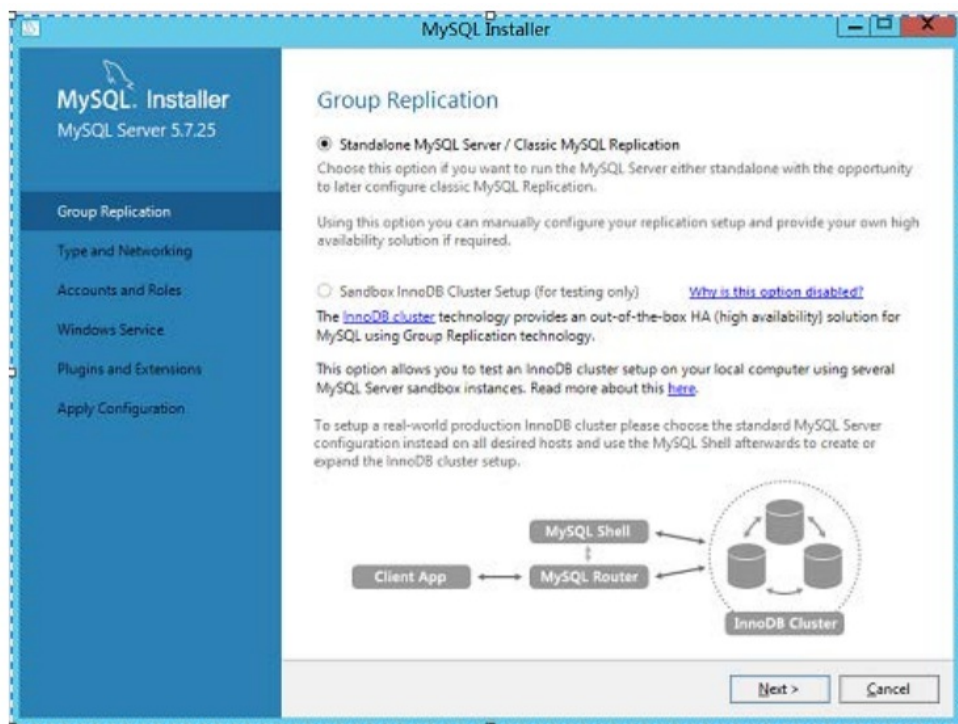 MySQL Installer
MySQL. Installer
MySQL Server 5.7.25
Group Replication
Type and Networking
Accounts and Roles
Windows Service
Plugins and Extensions
Apply Configuration
Group Replication
Standalone MySQL Server / Classic MySQL Replication
Choose this option if you want to run the MySQL Server either standalone with the opportunity
to later configure classic MySQL Replication.
Using this option you can manually configure your replication setup and provide your own high
availability solution if required.
Sandbox InnoDB Cluster Setup (for testing only) Why is this option disabled?
The InnoDB cluster technology provides an out-of-the-box HA (high availability) solution for
MySQL using Group Replication technology.
This option allows you to test an InnoDB cluster setup on your local computer using several
MySQL Server sandbox instances. Read more about this here.
To setup a real-world production InnoDB cluster please choose the standard MySQL Server
configuration instead on all desired hosts and use the MySQL Shell afterwards to create or
expand the InnoDB cluster setup.
MySQL Shell
Client App
MySQL Router
InnoDB Cluster
Next >
Cancel